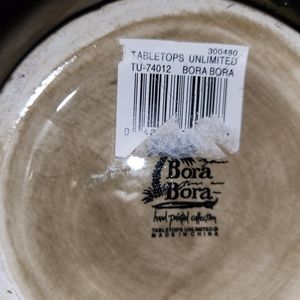 300480
TABLETOPS UNLIMITED
TU-74012 BORA BORA
Bora
Bora
hand painted collection
TABLETOPS UNLIMITED®
MADE IN CHINA